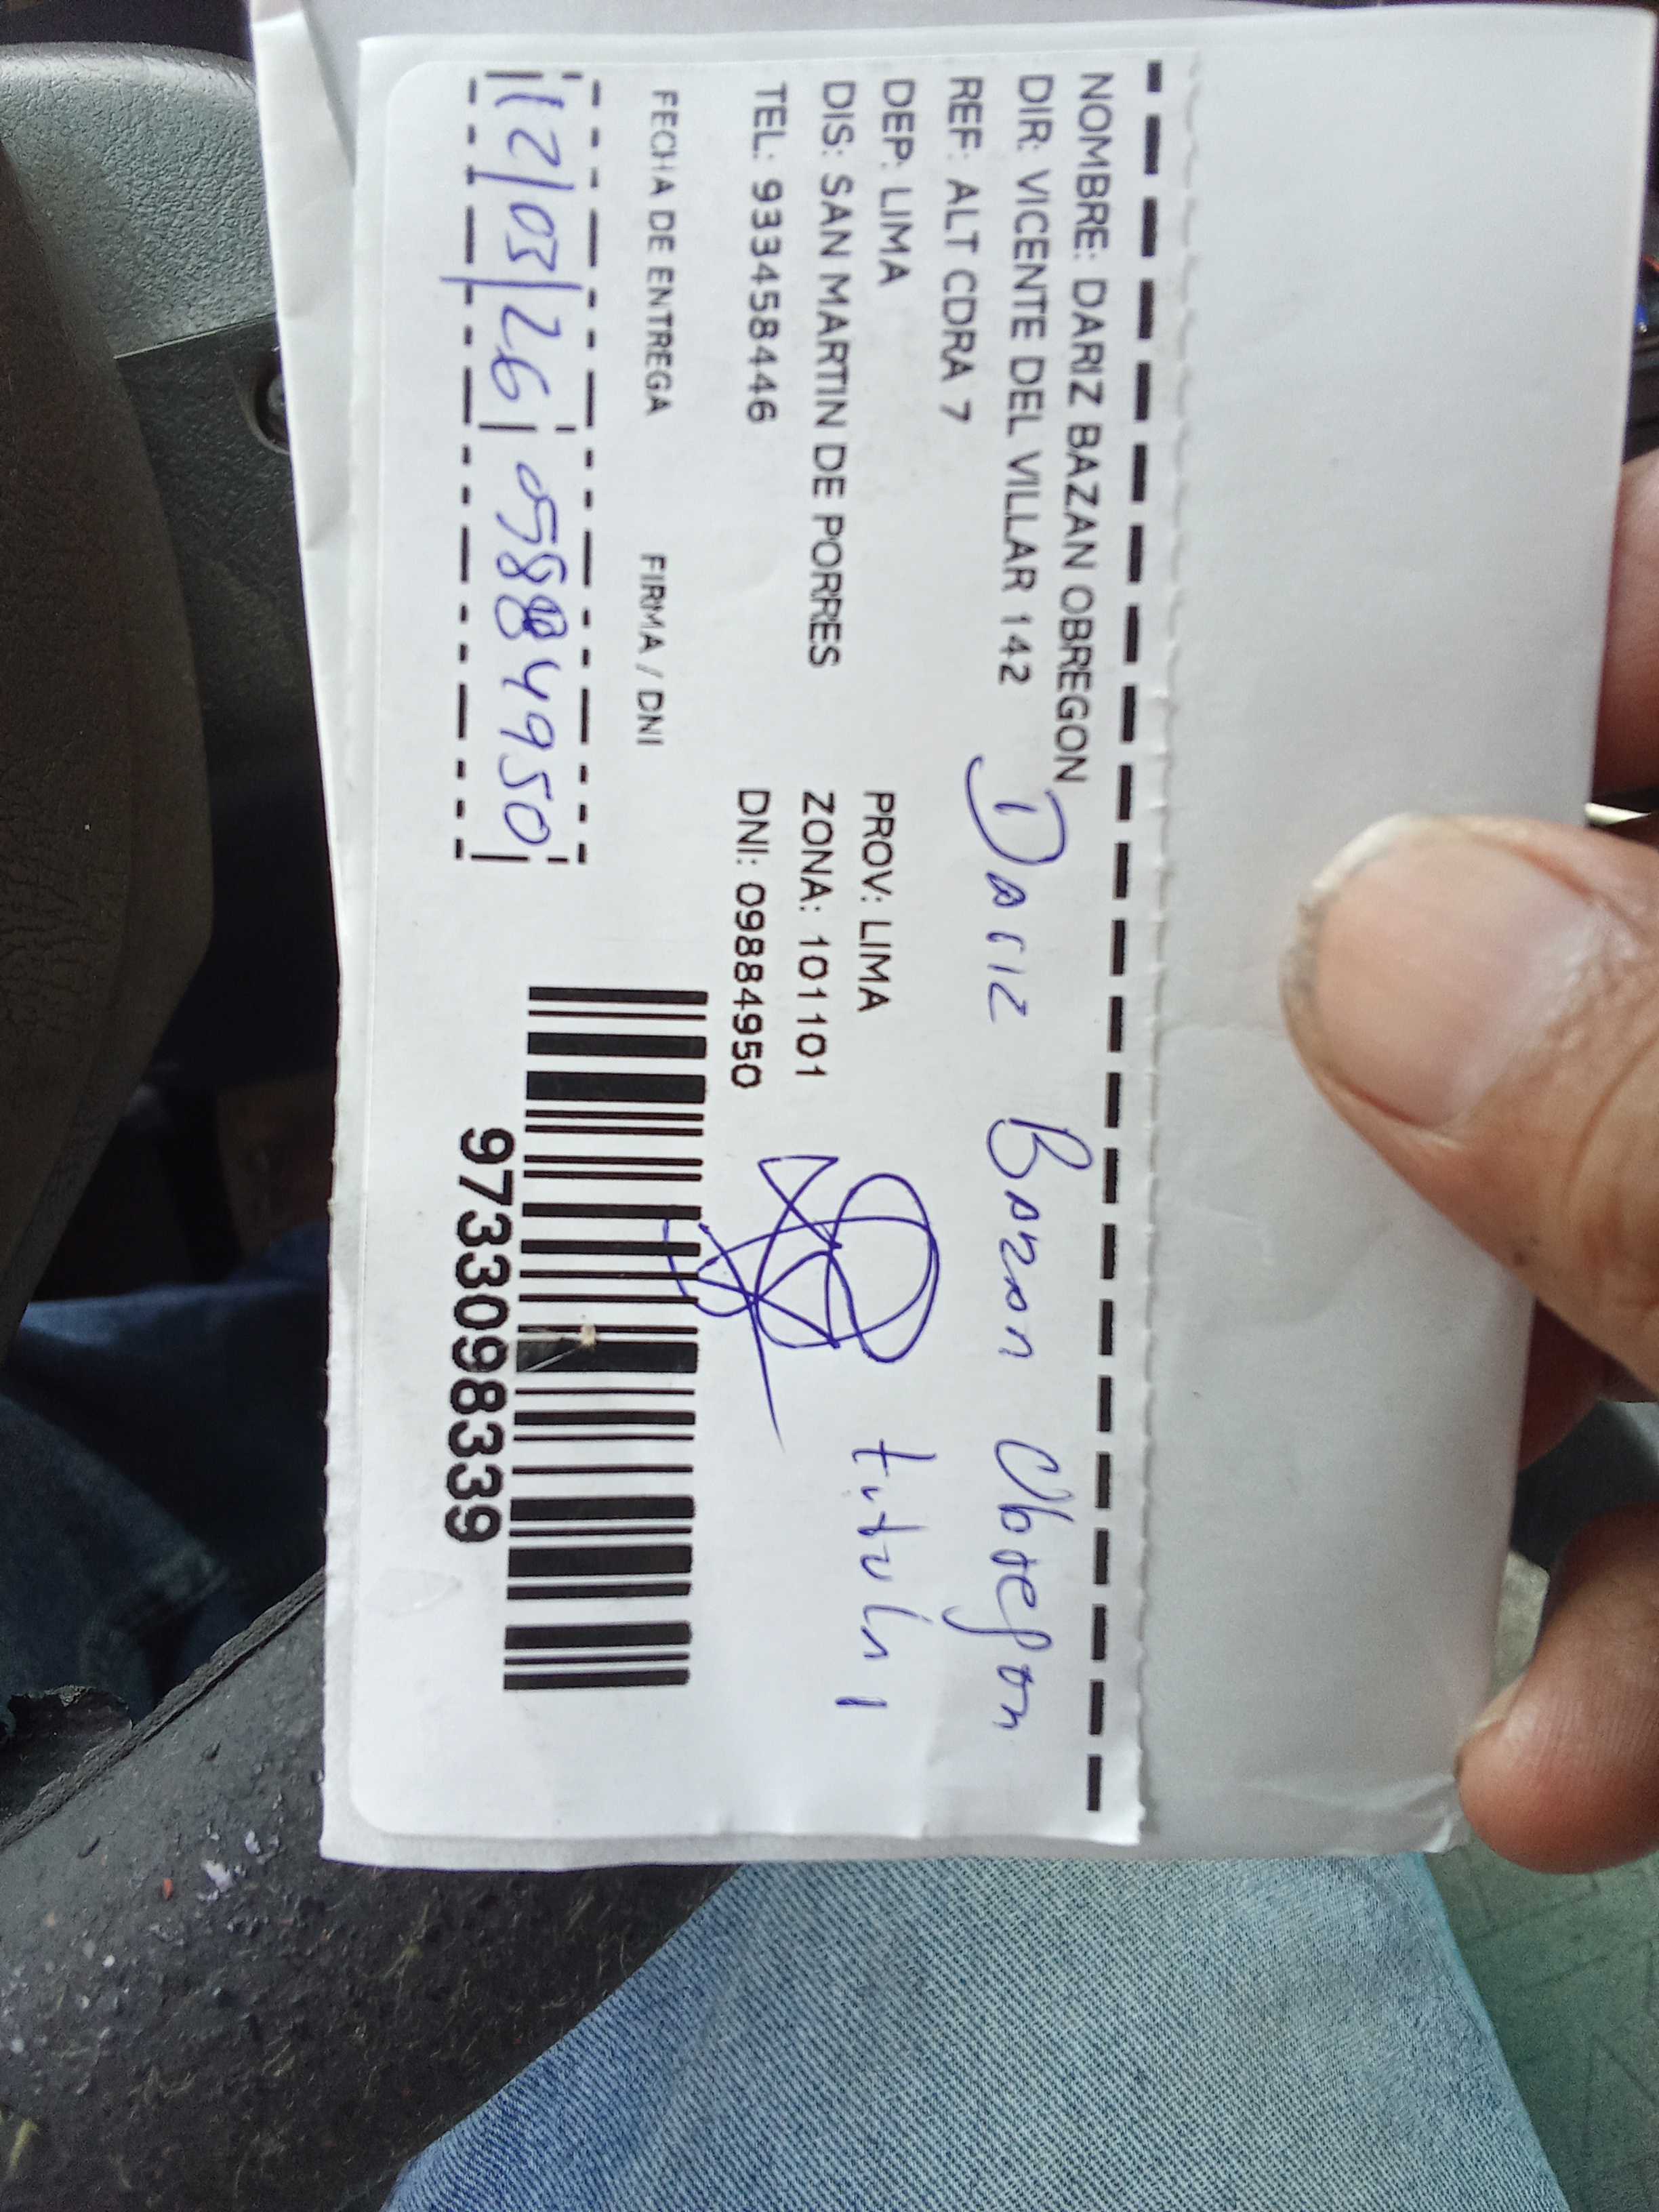 NOMBRE: DARIZ BAZAN OBREGON
DIR: VICENTE DEL VILLAR 142
Dariz Bazan Obregon
REF: ALT CDRA 7
DEP: LIMA PROV: LIMA
DIS: SAN MARTIN DE PORRES ZONA: 101101
TEL: 933458446 DNI: 09884950
FECHA DE ENTREGA FIRMA / DNI
12/03/26
9733098339